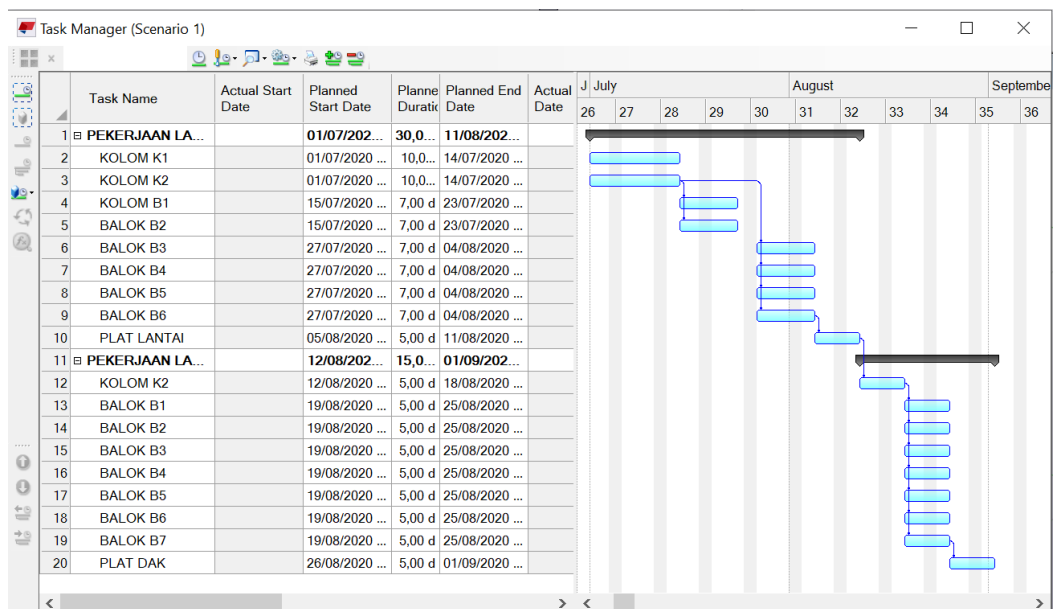 Task Manager (Scenario 1)
Task Name Actual Start Date Planned Start Date Planne Duratic Planned End Date Actual Date J July August Septembe
26 27 28 29 30 31 32 33 34 35 36
1 PEKERJAAN LA... 01/07/202... 30,0... 11/08/202...
2 KOLOM K1 01/07/2020 ... 10,0... 14/07/2020 ...
3 KOLOM K2 01/07/2020 ... 10,0... 14/07/2020 ...
4 KOLOM B1 15/07/2020 ... 7,00 d 23/07/2020 ...
5 BALOK B2 15/07/2020 ... 7,00 d 23/07/2020 ...
6 BALOK B3 27/07/2020 ... 7,00 d 04/08/2020 ...
7 BALOK B4 27/07/2020 ... 7,00 d 04/08/2020 ...
8 BALOK B5 27/07/2020 ... 7,00 d 04/08/2020 ...
9 BALOK B6 27/07/2020 ... 7,00 d 04/08/2020 ...
10 PLAT LANTAI 05/08/2020 ... 5,00 d 11/08/2020 ...
11 PEKERJAAN LA... 12/08/202... 15,0... 01/09/202...
12 KOLOM K2 12/08/2020 ... 5,00 d 18/08/2020 ...
13 BALOK B1 19/08/2020 ... 5,00 d 25/08/2020 ...
14 BALOK B2 19/08/2020 ... 5,00 d 25/08/2020 ...
15 BALOK B3 19/08/2020 ... 5,00 d 25/08/2020 ...
16 BALOK B4 19/08/2020 ... 5,00 d 25/08/2020 ...
17 BALOK B5 19/08/2020 ... 5,00 d 25/08/2020 ...
18 BALOK B6 19/08/2020 ... 5,00 d 25/08/2020 ...
19 BALOK B7 19/08/2020 ... 5,00 d 25/08/2020 ...
20 PLAT DAK 26/08/2020 ... 5,00 d 01/09/2020 ...